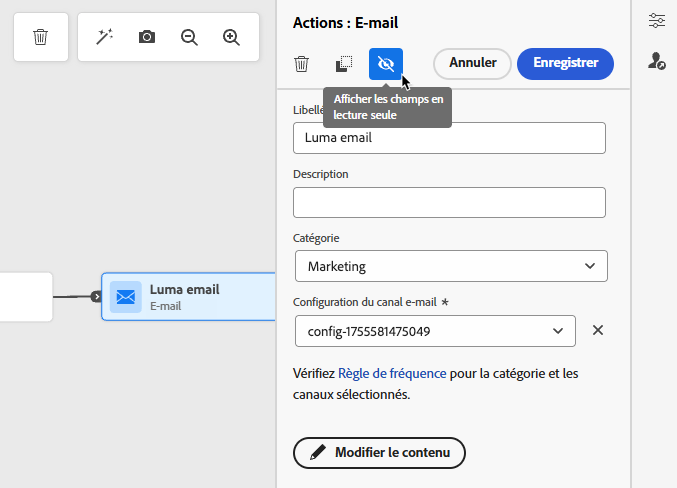 Actions : E-mail
Annuler
Enregistrer
Afficher les champs en
lecture seule
Libellé
Luma email
Description
Catégorie
Marketing
Configuration du canal e-mail *
config-1755581475049
Vérifiez Règle de fréquence pour la catégorie et les
canaux sélectionnés.
Modifier le contenu
Luma email
E-mail